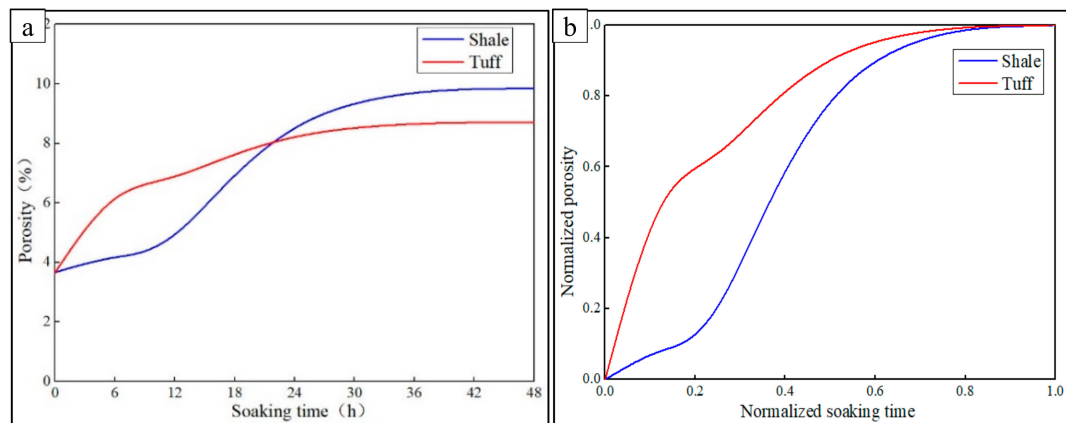 a
12
10
8
6
4
2
0
Porosity (%)
Shale
Tuff
0 6 12 18 24 30 36 42 48
Soaking time (h)
b
.0
0.8
0.6
0.4
0.2
0.0
Normalized porosity
Shale
Tuff
0.0 0.2 0.4 0.6 0.8 1.0
Normalized soaking time